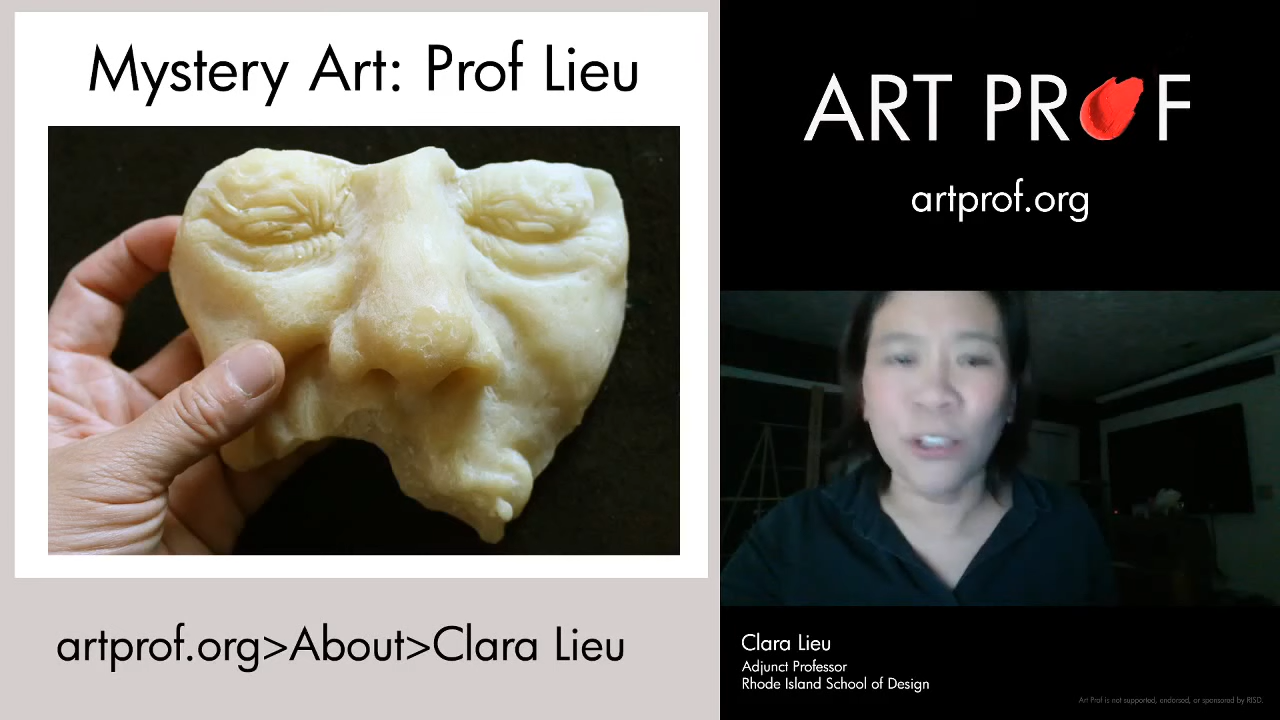 Mystery Art: Prof Lieu
artprof.org>About>Clara Lieu
ART PROF
artprof.org
Clara Lieu
Adjunct Professor
Rhode Island School of Design
Art Prof is not supported, endorsed, or sponsored by RISD.